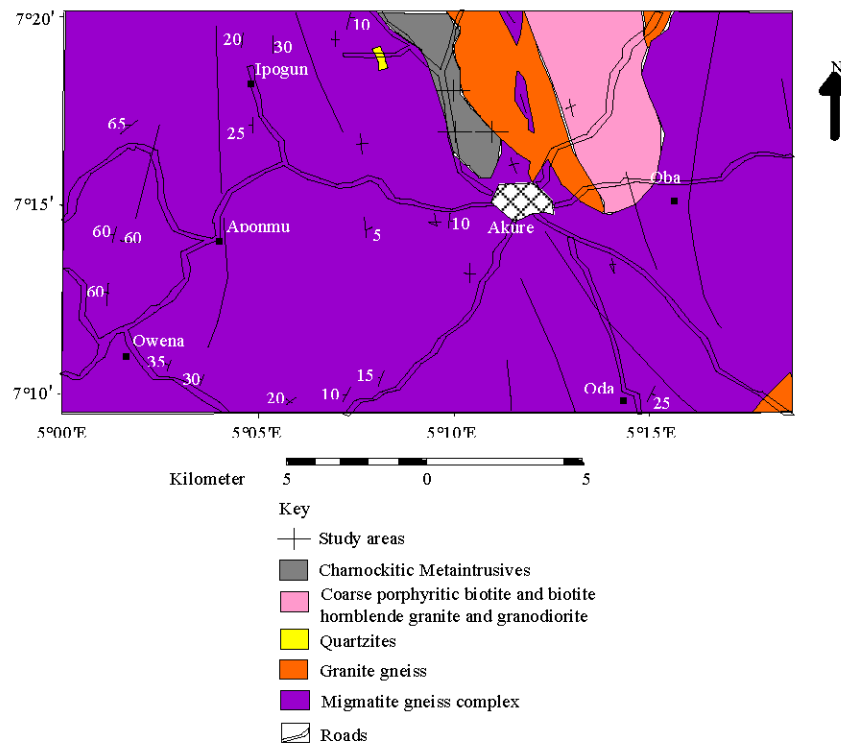 7°20'
20
30
10
N
Ipogun
65
25
Oba
7°15'
60
60
Aponmu
5
10
Akure
60
Owena
35
30
15
7°10'
20
10
Oda
25
5°00'E
5°05'E
5°10'E
5°15'E
Kilometer
5
0
5
Key
Study areas
Charnockitic Metaintrusives
Coarse porphyritic biotite and biotite
hornblende granite and granodiorite
Quartzites
Granite gneiss
Migmatite gneiss complex
Roads